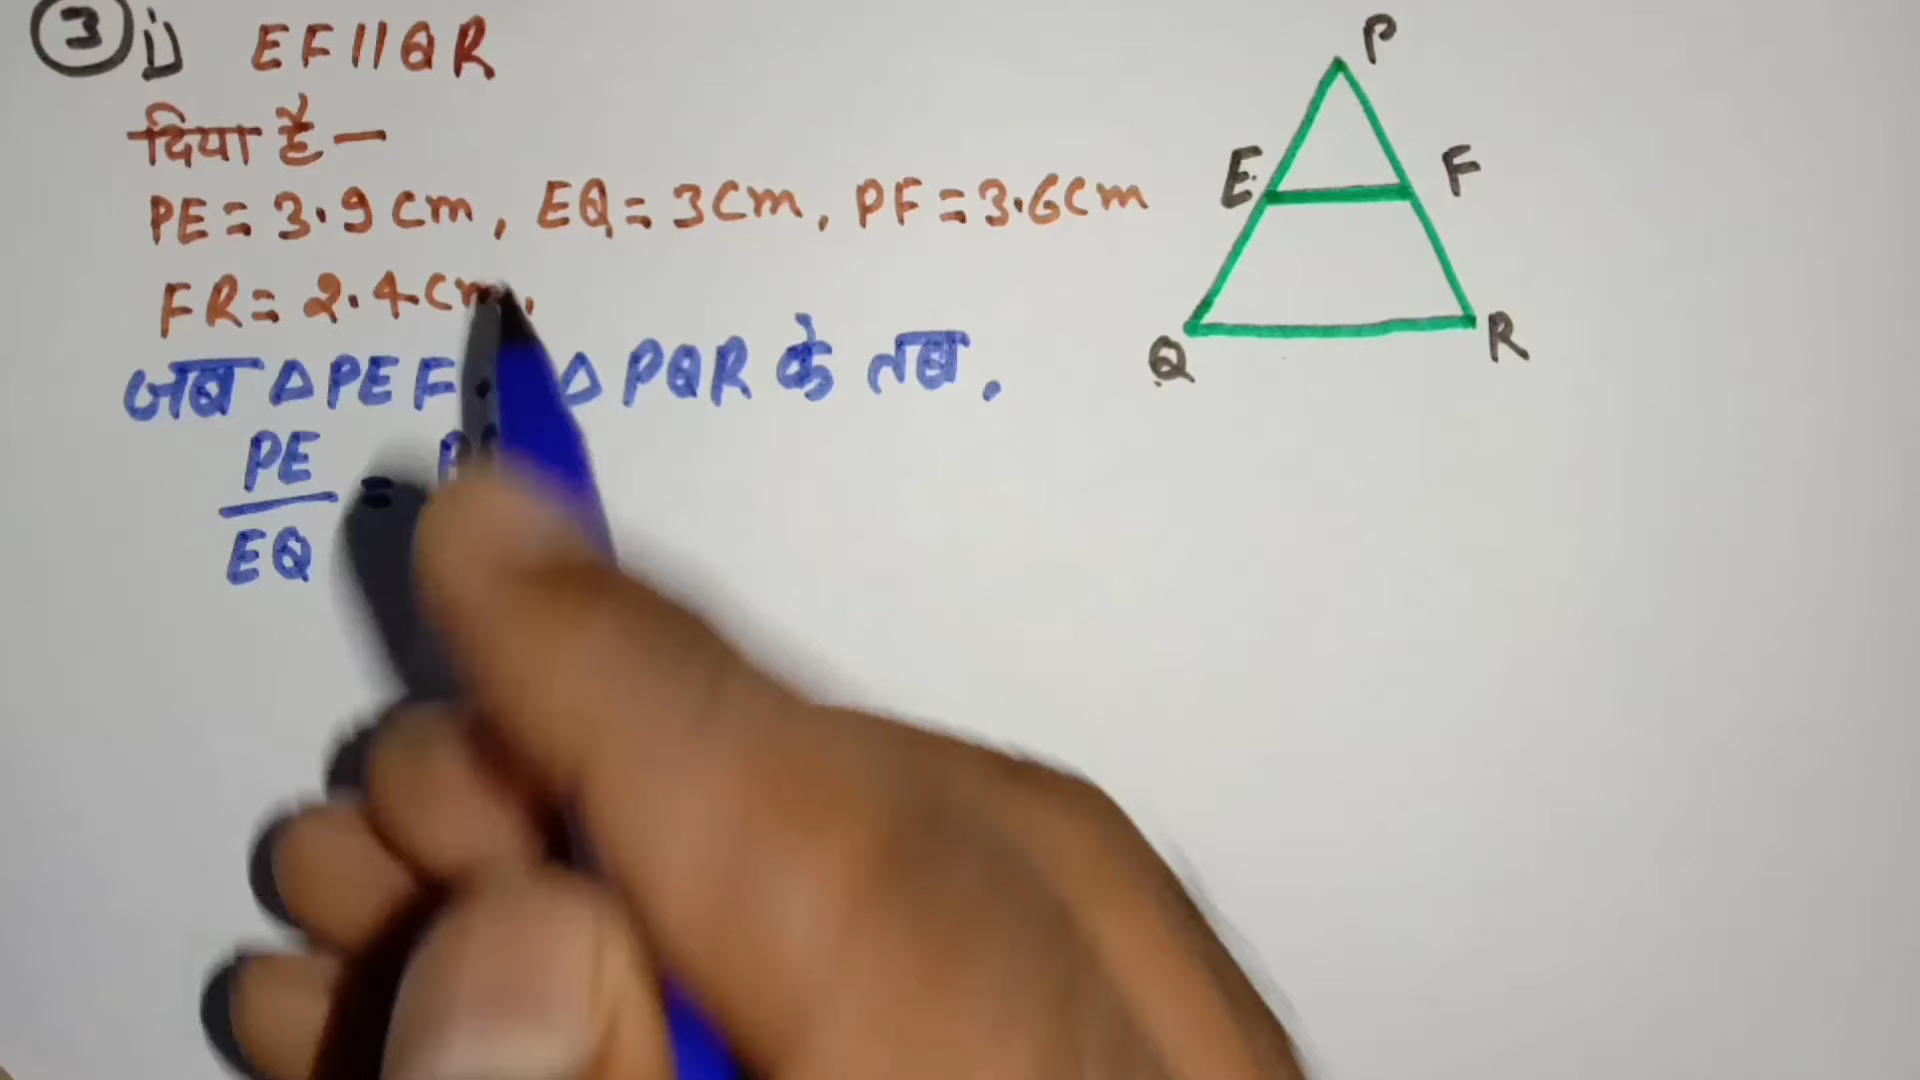 3 i) EF||QR
दिया है -
PE = 3.9 cm, EQ = 3 cm, PF = 3.6 cm
FR = 2.4 cm.
जब △PEF △PQR के तब.
PE =
EQ
P
E F
Q R